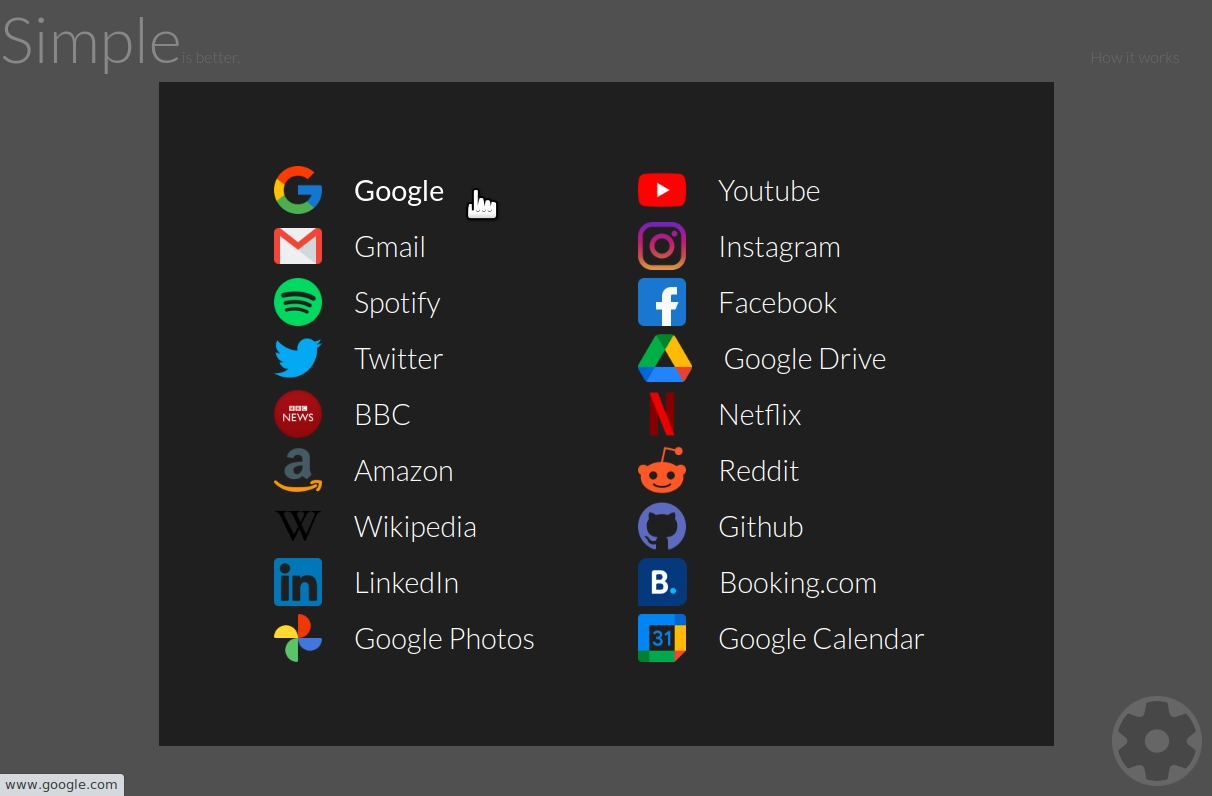 Simple is better.
How it works
Google
Youtube
Gmail
Instagram
Spotify
Facebook
Twitter
Google Drive
BBC NEWS
BBC
Netflix
a
Amazon
Reddit
W
Wikipedia
Github
in
LinkedIn
B.
Booking.com
Google Photos
31
Google Calendar
www.google.com